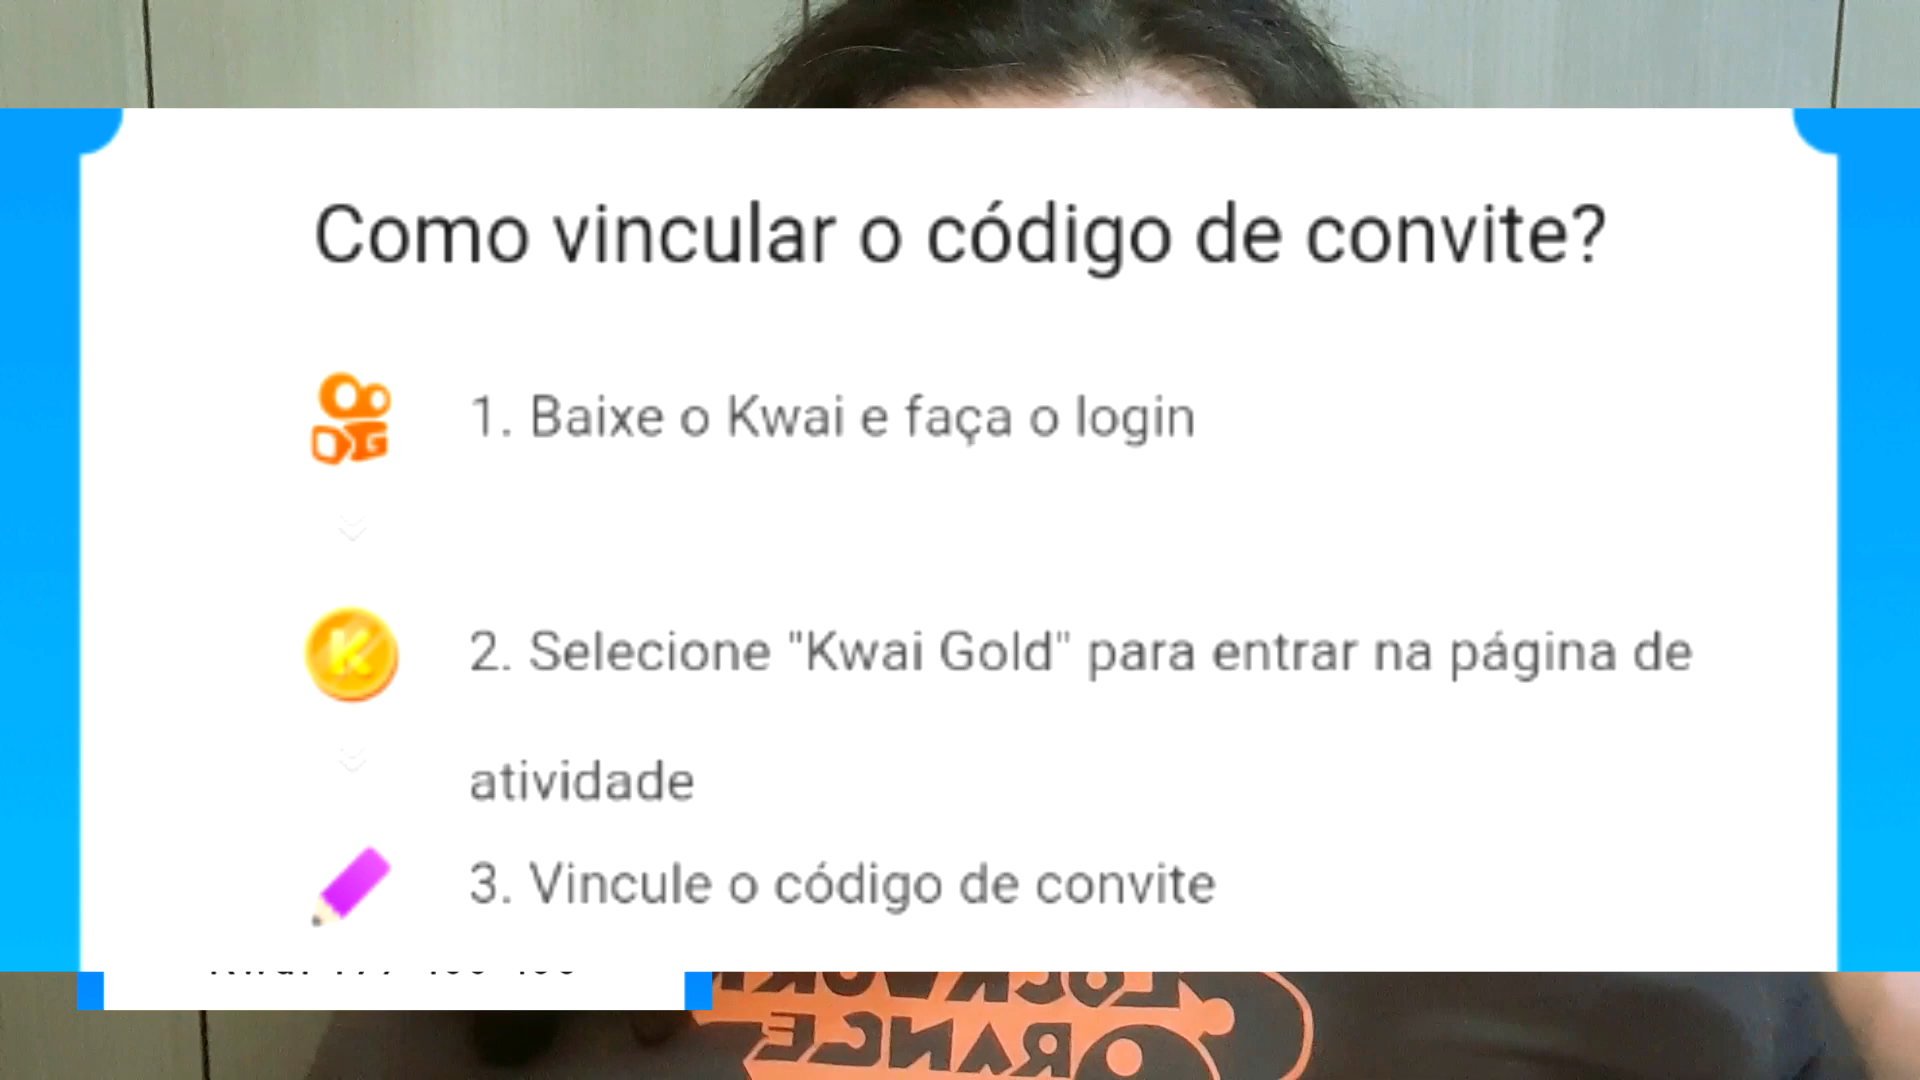 Como vincular o código de convite?
1. Baixe o Kwai e faça o login
2. Selecione "Kwai Gold" para entrar na página de
atividade
3. Vincule o código de convite
ORANGE